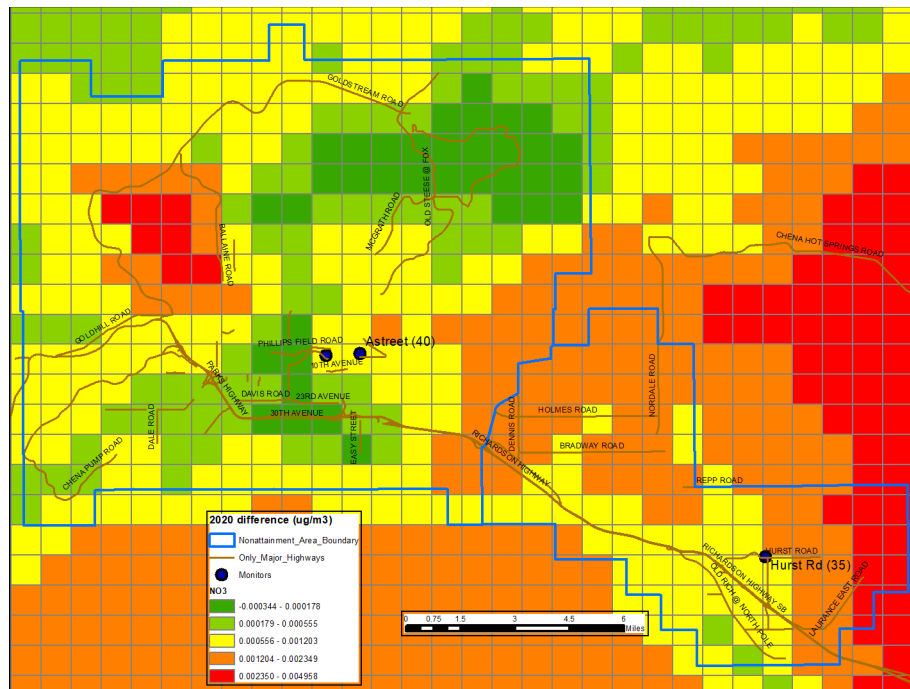 GOLDSTREAM ROAD
OLD STEESE @ FOX
MCGRATH ROAD
BALLAINE ROAD
CHENA HOT SPRINGS ROAD
GOLDHILL ROAD
PHILLIPS FIELD ROAD
Astreet (40)
10TH AVENUE
PARKS HIGHWAY
DAVIS ROAD
23RD AVENUE
30TH AVENUE
DALE ROAD
EASY STREET
CHENA PUMP ROAD
NORDALE ROAD
HOLMES ROAD
DENNIS ROAD
BRADWAY ROAD
RICHARDSON HIGHWAY
REPP ROAD
HURST ROAD
Hurst Rd (35)
RICHARDSON HIGHWAY SB
OLD RICH @ NORTH POLE
LAURANCE EAST ROAD
2020 difference (ug/m3)
Nonattainment_Area_Boundary
Only_Major_Highways
Monitors
NO3
-0.000344 - 0.000178
0.000179 - 0.000555
0.000556 - 0.001203
0.001204 - 0.002349
0.002350 - 0.004958
0 0.75 1.5 3 4.5 6
Miles